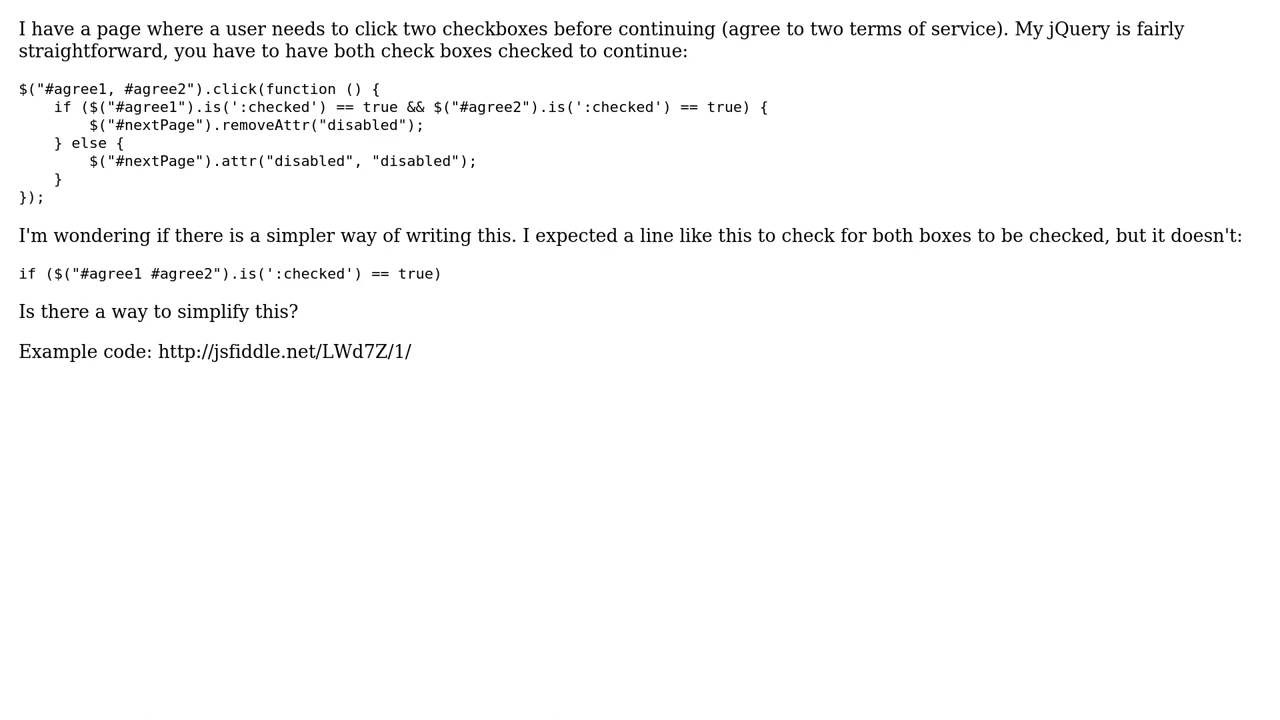 I have a page where a user needs to click two checkboxes before continuing (agree to two terms of service). My jQuery is fairly
straightforward, you have to have both check boxes checked to continue:
$("#agree1, #agree2").click(function () {
    if ($("#agree1").is(':checked') == true && $("#agree2").is(':checked') == true) {
        $("#nextPage").removeAttr("disabled");
    } else {
        $("#nextPage").attr("disabled", "disabled");
    }
});
I'm wondering if there is a simpler way of writing this. I expected a line like this to check for both boxes to be checked, but it doesn't:
if ($("#agree1 #agree2").is(':checked') == true)
Is there a way to simplify this?
Example code: http://jsfiddle.net/LWd7Z/1/